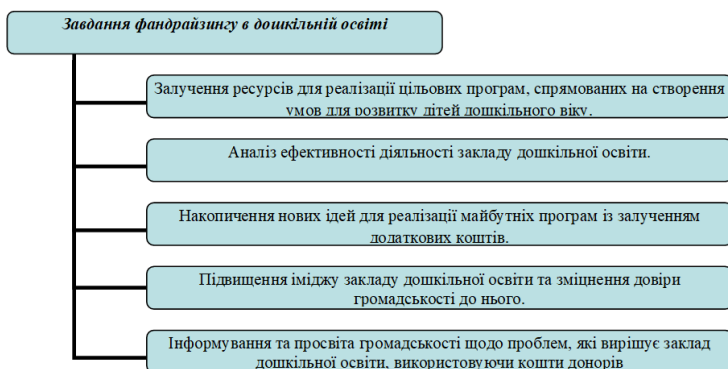 Завдання фандрайзингу в дошкільній освіті
Залучення ресурсів для реалізації цільових програм, спрямованих на створення
умов для розвитку дітей дошкільного віку.
Аналіз ефективності діяльності закладу дошкільної освіти.
Накопичення нових ідей для реалізації майбутніх програм із залученням
додаткових коштів.
Підвищення іміджу закладу дошкільної освіти та зміцнення довіри
громадськості до нього.
Інформування та просвіта громадськості щодо проблем, які вирішує заклад
дошкільної освіти, використовуючи кошти донорів